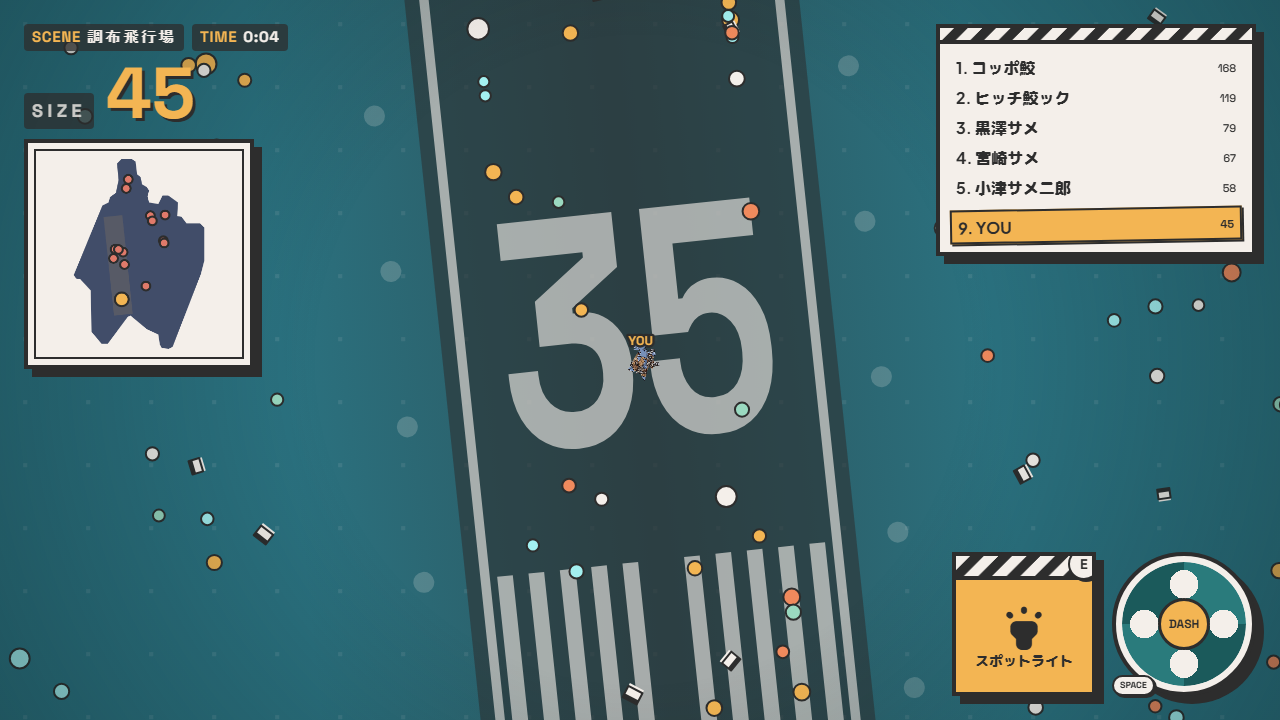 SCENE 調布飛行場 TIME 0:04
SIZE 45
1. コッポ鮫 168
2. ヒッチ鮫ック 119
3. 黒澤サメ 79
4. 宮崎サメ 67
5. 小津サメ二郎 58
9. YOU 45
35
YOU
E
スポットライト
DASH
SPACE